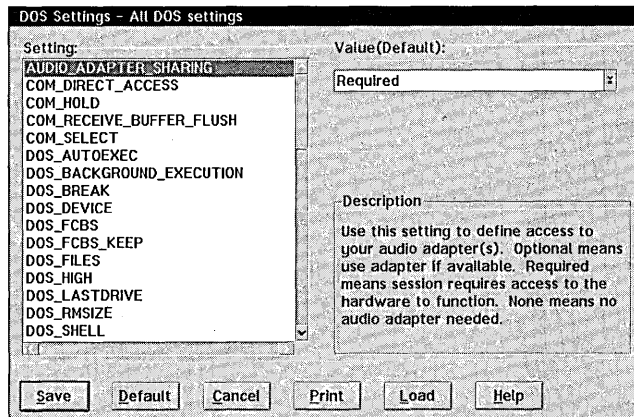 DOS Settings - All DOS settings
Setting:
AUDIO_ADAPTER_SHARING
COM_DIRECT_ACCESS
COM_HOLD
COM_RECEIVE_BUFFER_FLUSH
COM_SELECT
DOS_AUTOEXEC
DOS_BACKGROUND_EXECUTION
DOS_BREAK
DOS_DEVICE
DOS_FCBS
DOS_FCBS_KEEP
DOS_FILES
DOS_HIGH
DOS_LASTDRIVE
DOS_RMSIZE
DOS_SHELL
Value(Default):
Required
Description
Use this setting to define access to
your audio adapter(s). Optional means
use adapter if available. Required
means session requires access to the
hardware to function. None means no
audio adapter needed.
Save Default Cancel Print Load Help